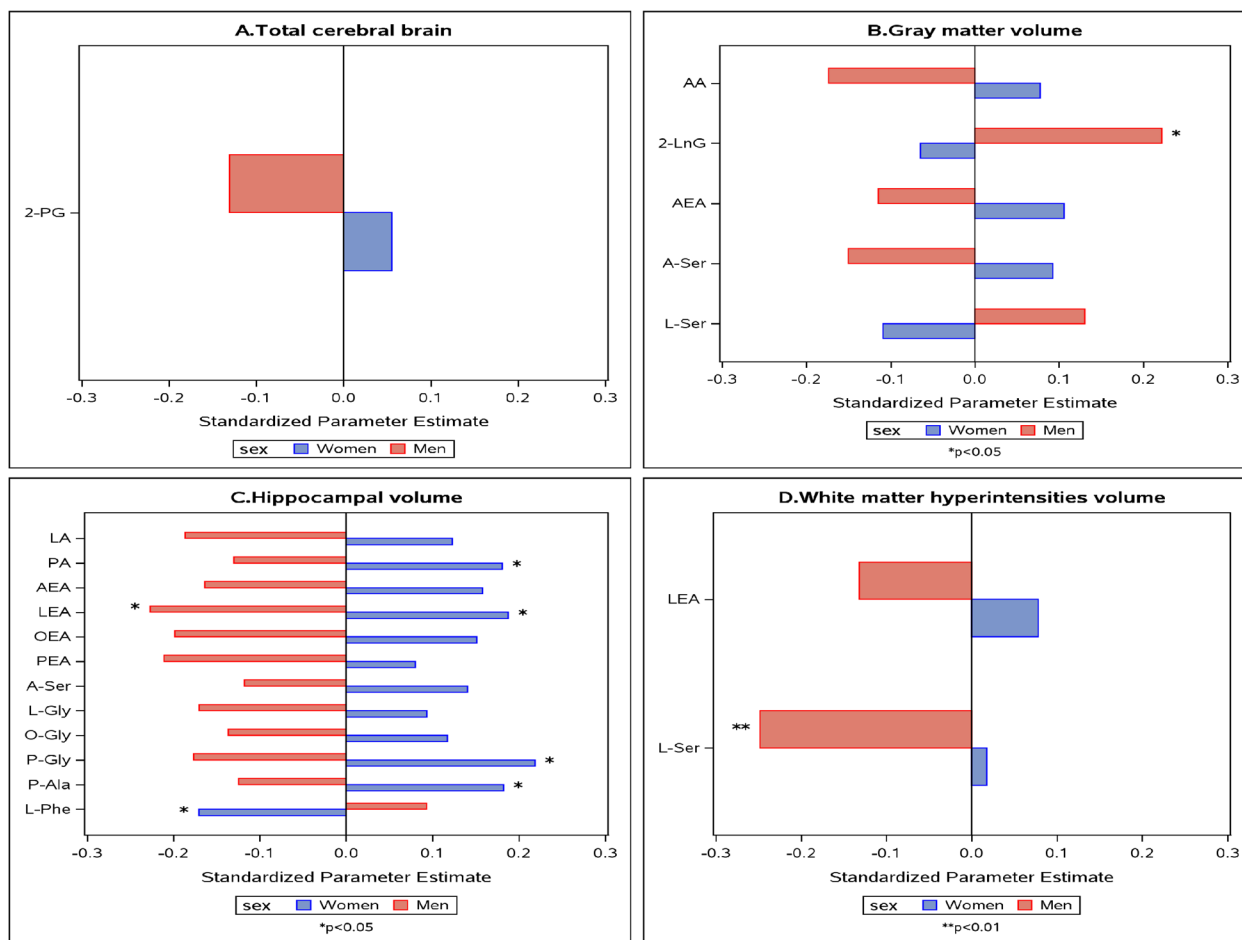 A.Total cerebral brain
2-PG
-0.3 -0.2 -0.1 0.0 0.1 0.2 0.3
Standardized Parameter Estimate
sex Women Men
B.Gray matter volume
AA
2-LnG
*
AEA
A-Ser
L-Ser
-0.3 -0.2 -0.1 0.0 0.1 0.2 0.3
Standardized Parameter Estimate
sex Women Men
*p<0.05
C.Hippocampal volume
LA
PA
*
AEA
LEA
* *
OEA
PEA
A-Ser
L-Gly
O-Gly
P-Gly
*
P-Ala
*
L-Phe
*
-0.3 -0.2 -0.1 0.0 0.1 0.2 0.3
Standardized Parameter Estimate
sex Women Men
*p<0.05
D.White matter hyperintensities volume
LEA
L-Ser
**
-0.3 -0.2 -0.1 0.0 0.1 0.2 0.3
Standardized Parameter Estimate
sex Women Men
**p<0.01